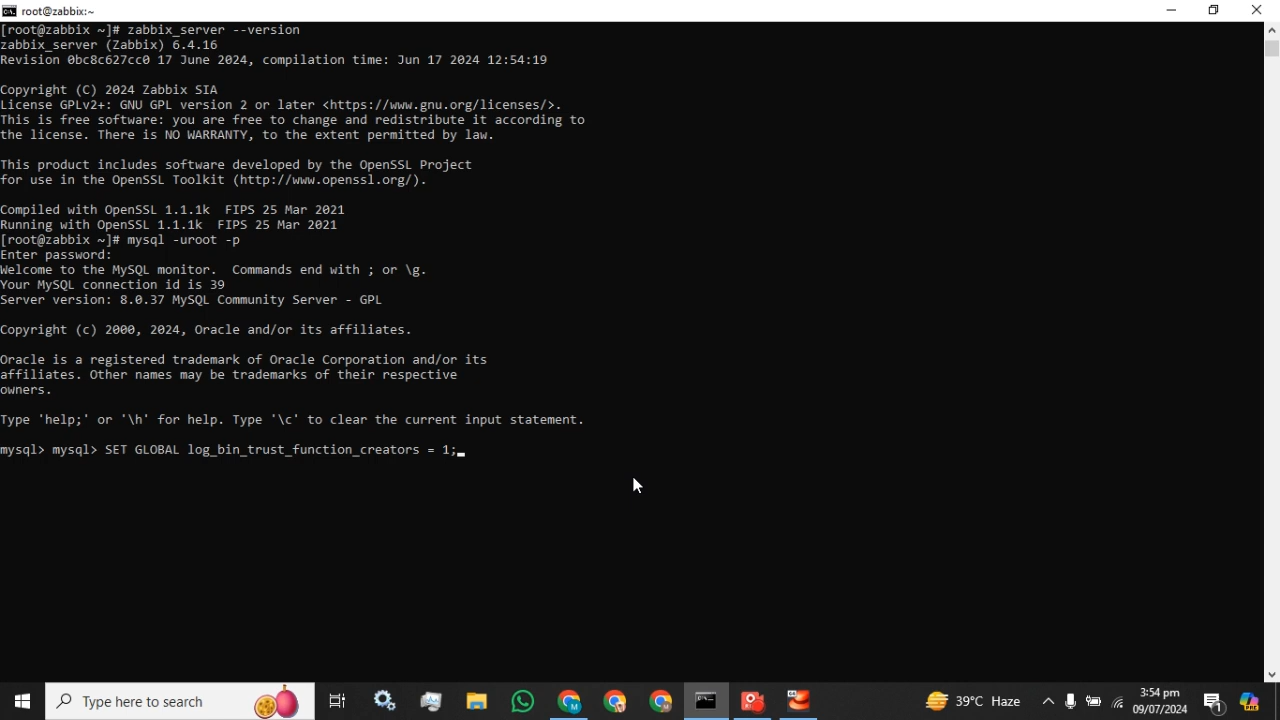 root@zabbix:~
[root@zabbix ~]# zabbix_server --version
zabbix_server (Zabbix) 6.4.16
Revision 0bc8c627cc0 17 June 2024, compilation time: Jun 17 2024 12:54:19
Copyright (C) 2024 Zabbix SIA
License GPLv2+: GNU GPL version 2 or later <https://www.gnu.org/licenses/>.
This is free software: you are free to change and redistribute it according to
the license. There is NO WARRANTY, to the extent permitted by law.
This product includes software developed by the OpenSSL Project
for use in the OpenSSL Toolkit (http://www.openssl.org/).
Compiled with OpenSSL 1.1.1k  FIPS 25 Mar 2021
Running with OpenSSL 1.1.1k  FIPS 25 Mar 2021
[root@zabbix ~]# mysql -uroot -p
Enter password:
Welcome to the MySQL monitor.  Commands end with ; or \g.
Your MySQL connection id is 39
Server version: 8.0.37 MySQL Community Server - GPL
Copyright (c) 2000, 2024, Oracle and/or its affiliates.
Oracle is a registered trademark of Oracle Corporation and/or its
affiliates. Other names may be trademarks of their respective
owners.
Type 'help;' or '\h' for help. Type '\c' to clear the current input statement.
mysql> mysql> SET GLOBAL log_bin_trust_function_creators = 1;
Type here to search
39°C Haze
3:54 pm
09/07/2024